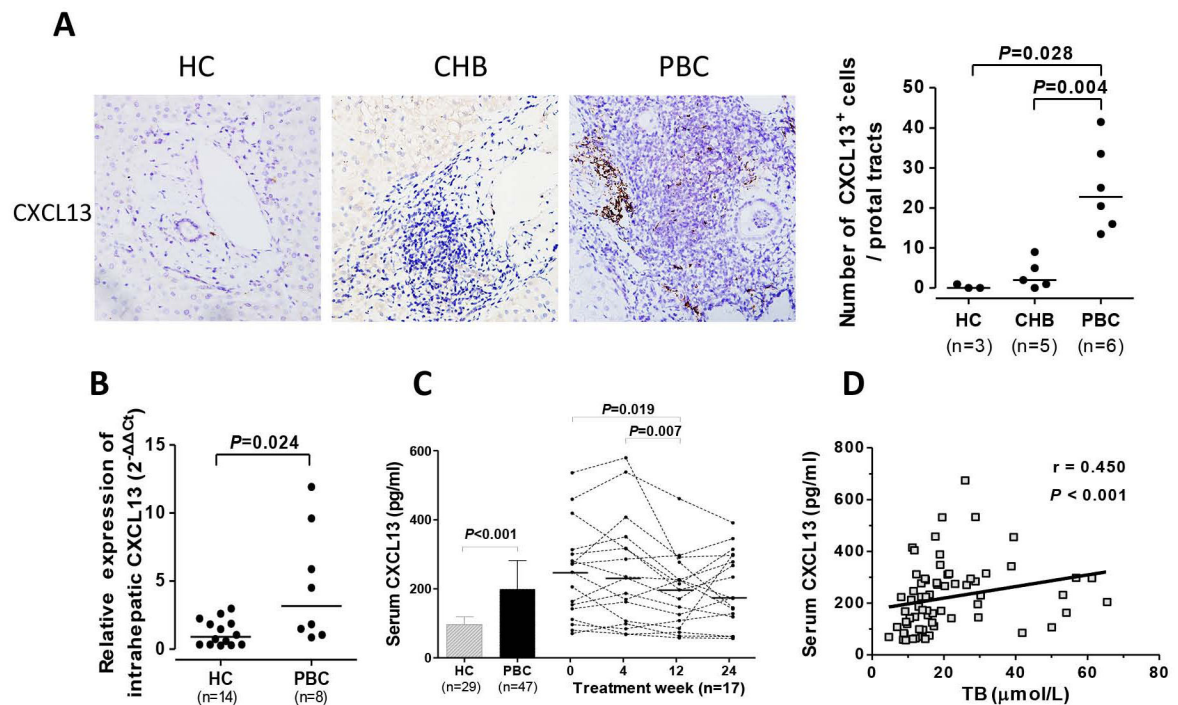 A
HC
CHB
PBC
CXCL13
P=0.028
P=0.004
Number of CXCL13+ cells
/ protal tracts
50
40
30
20
10
0
HC
CHB
PBC
(n=3)
(n=5)
(n=6)
B
Relative expression of
intrahepatic CXCL13 (2-ΔΔCt)
P=0.024
15
10
5
0
HC
PBC
(n=14)
(n=8)
C
P=0.019
P=0.007
P<0.001
Serum CXCL13 (pg/ml)
600
400
200
0
HC
PBC
(n=29)
(n=47)
0
4
12
24
Treatment week (n=17)
D
Serum CXCL13 (pg/ml)
800
600
400
200
0
r = 0.450
P < 0.001
0
20
40
60
80
TB (μmol/L)